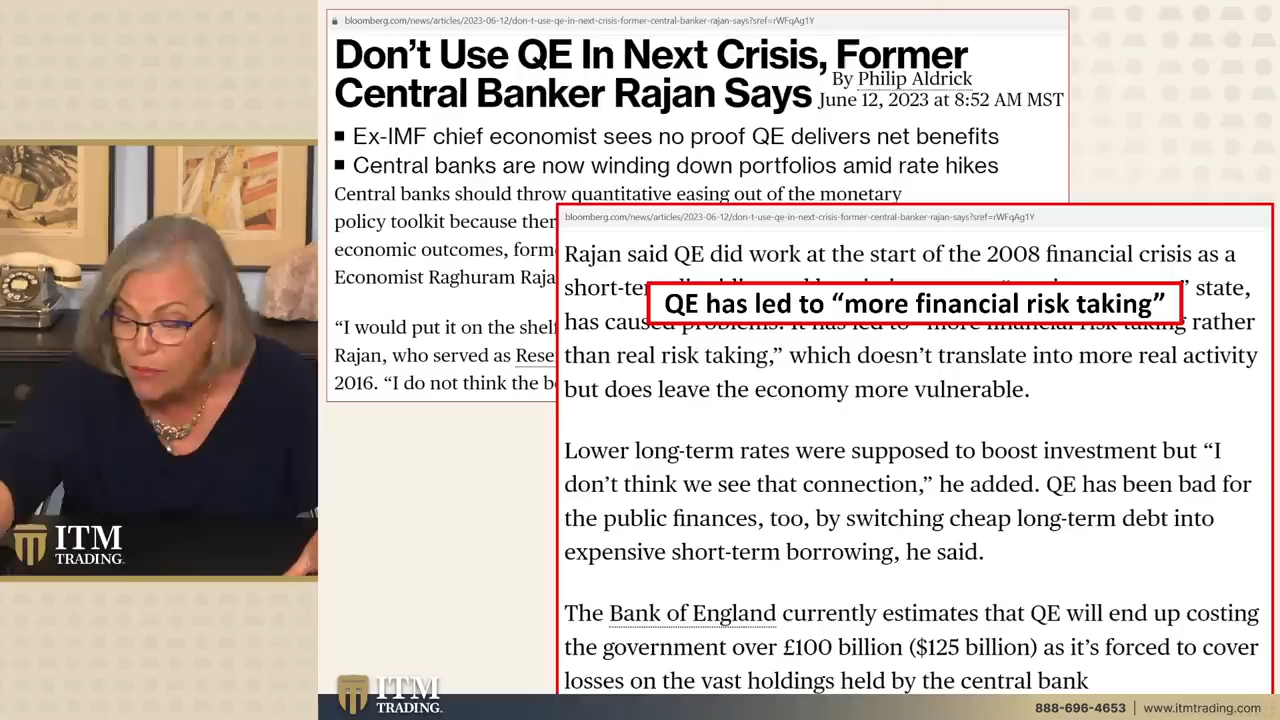 bloomberg.com/news/articles/2023-06-12/don-t-use-qe-in-next-crisis-former-central-banker-rajan-says?sref=rWFqAg1Y
Don’t Use QE In Next Crisis, Former
Central Banker Rajan Says
By Philip Aldrick
June 12, 2023 at 8:52 AM MST
■ Ex-IMF chief economist sees no proof QE delivers net benefits
■ Central banks are now winding down portfolios amid rate hikes
Central banks should throw quantitative easing out of the monetary
policy toolkit because
economic outcomes,
Economist Raghuram
“I would put it on the
Rajan, who served as
2016. “I do not think the
bloomberg.com/news/articles/2023-06-12/don-t-use-qe-in-next-crisis-former-central-banker-rajan-says?sref=rWFqAg1Y
Rajan said QE did work at the start of the 2008 financial crisis as a
state,
QE has led to “more financial risk taking”
has caused problems. It has led to “more financial risk taking rather
than real risk taking,” which doesn’t translate into more real activity
but does leave the economy more vulnerable.
Lower long-term rates were supposed to boost investment but “I
don’t think we see that connection,” he added. QE has been bad for
the public finances, too, by switching cheap long-term debt into
expensive short-term borrowing, he said.
The Bank of England currently estimates that QE will end up costing
the government over £100 billion ($125 billion) as it’s forced to cover
losses on the vast holdings held by the central bank
ITM
TRADING.
ITM
TRADING.
888-696-4653 | www.itmtrading.com